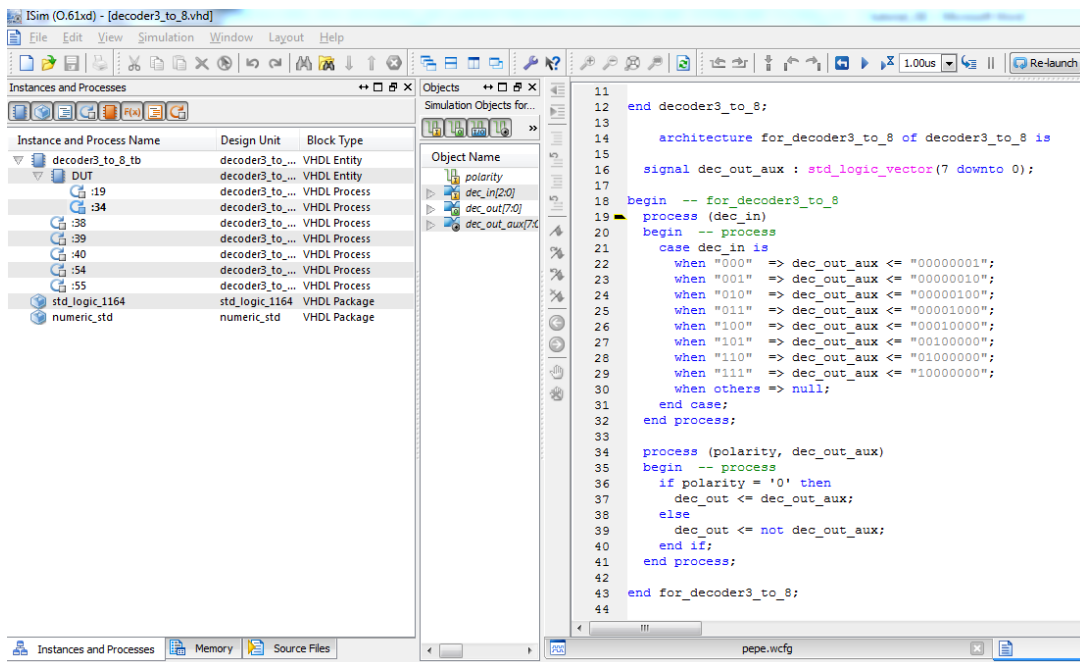 ISim (O.61xd) - [decoder3_to_8.vhd]
File Edit View Simulation Window Layout Help
1.00us Re-launch
Instances and Processes
Instance and Process Name Design Unit Block Type
decoder3_to_8_tb decoder3_to_... VHDL Entity
DUT decoder3_to_... VHDL Entity
:19 decoder3_to_... VHDL Process
:34 decoder3_to_... VHDL Process
:38 decoder3_to_... VHDL Process
:39 decoder3_to_... VHDL Process
:40 decoder3_to_... VHDL Process
:54 decoder3_to_... VHDL Process
:55 decoder3_to_... VHDL Process
std_logic_1164 std_logic_1164 VHDL Package
numeric_std numeric_std VHDL Package
Instances and Processes Memory Source Files
Objects
Simulation Objects for...
»
Object Name
polarity
dec_in[2:0]
dec_out[7:0]
dec_out_aux[7:0
11
12 end decoder3_to_8;
13
14 architecture for_decoder3_to_8 of decoder3_to_8 is
15
16 signal dec_out_aux : std_logic_vector(7 downto 0);
17
18 begin -- for_decoder3_to_8
19 process (dec_in)
20 begin -- process
21 case dec_in is
22 when "000" => dec_out_aux <= "00000001";
23 when "001" => dec_out_aux <= "00000010";
24 when "010" => dec_out_aux <= "00000100";
25 when "011" => dec_out_aux <= "00001000";
26 when "100" => dec_out_aux <= "00010000";
27 when "101" => dec_out_aux <= "00100000";
28 when "110" => dec_out_aux <= "01000000";
29 when "111" => dec_out_aux <= "10000000";
30 when others => null;
31 end case;
32 end process;
33
34 process (polarity, dec_out_aux)
35 begin -- process
36 if polarity = '0' then
37 dec_out <= dec_out_aux;
38 else
39 dec_out <= not dec_out_aux;
40 end if;
41 end process;
42
43 end for_decoder3_to_8;
44
pepe.wcfg